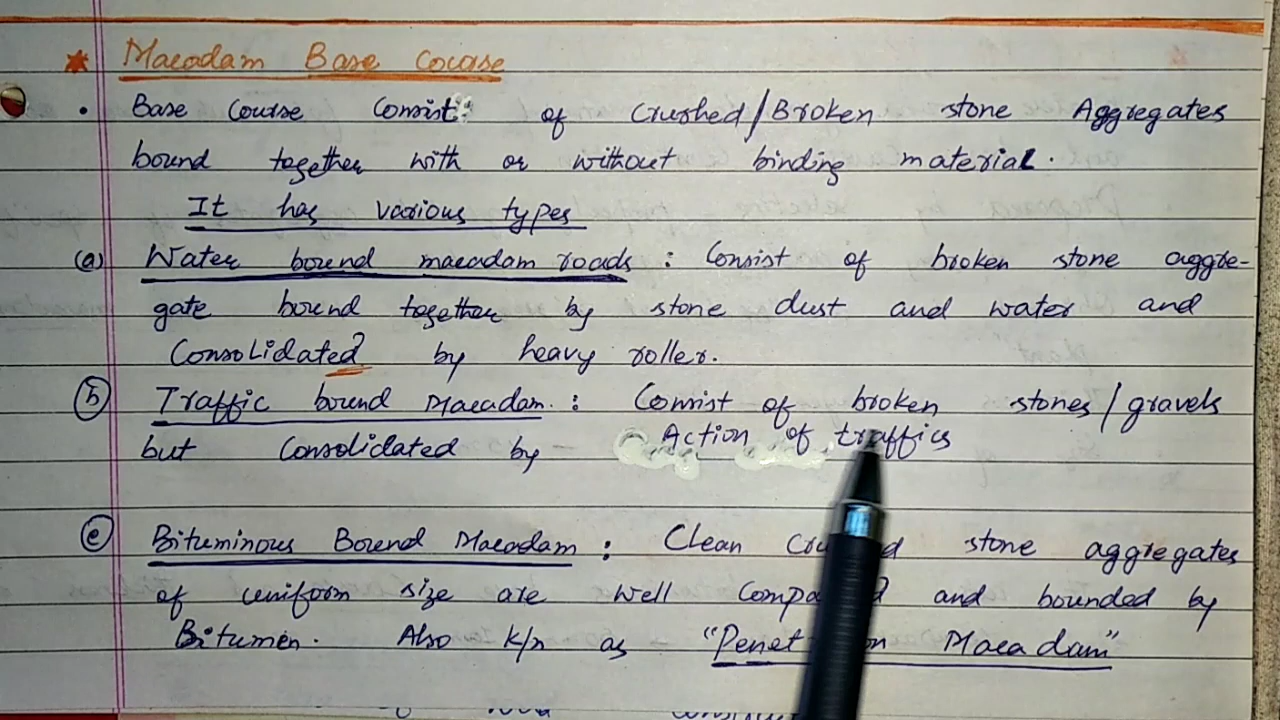 * Macadam Base Course
• Base Course Consist of Crushed/Broken stone Aggregates
bound together with or without binding material.
It has various types
(a) Water bound macadam roads : Consist of broken stone aggre-
gate bound together by stone dust and water and
Consolidated by heavy roller.
(b) Traffic bound Macadam : Consist of broken stones/gravels
but Consolidated by Action of traffics
(c) Bituminous Bound Macadam : Clean stone aggregates
of uniform size are well and bounded by
Bitumen. Also k/n as Macadam"